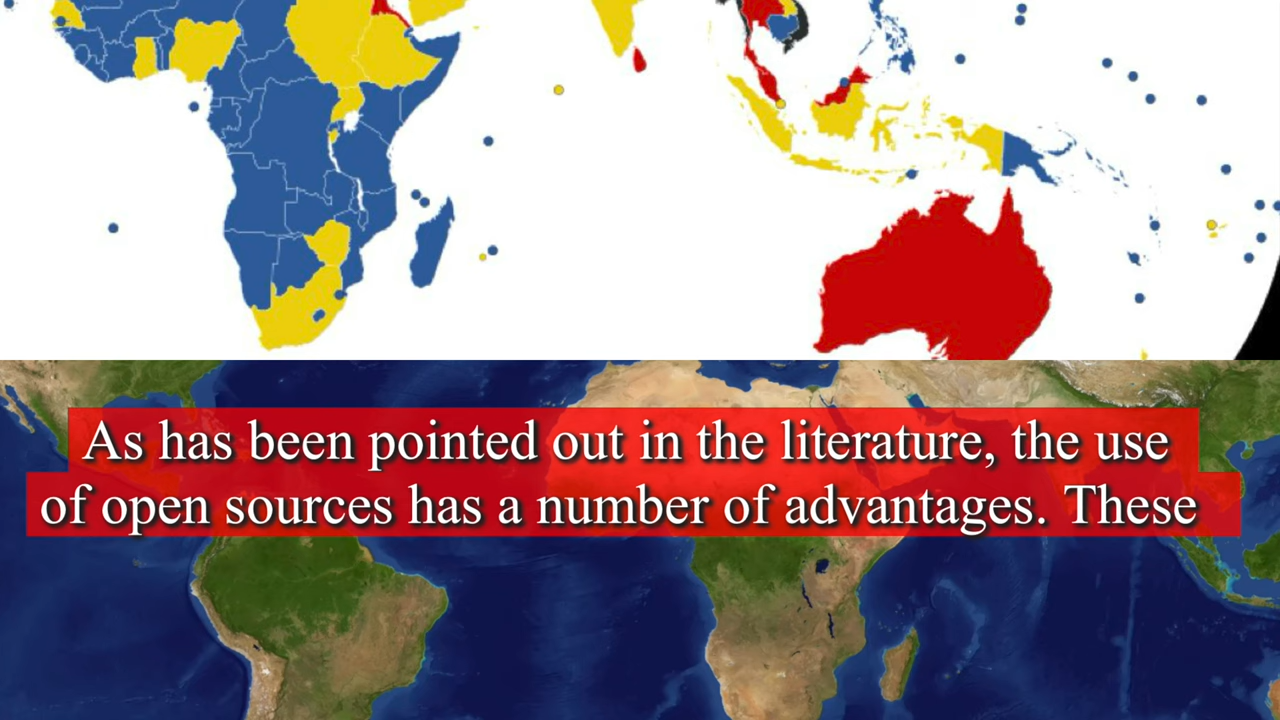 As has been pointed out in the literature, the use
of open sources has a number of advantages. These